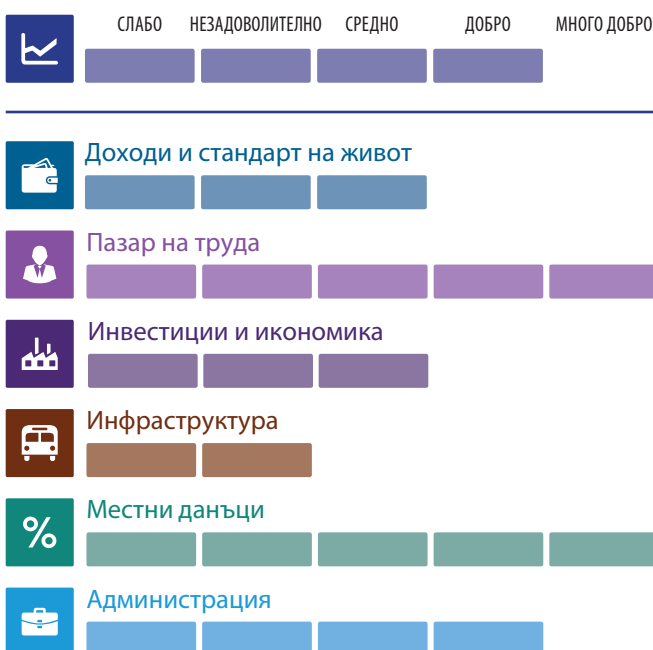 СЛАБО НЕЗАДОВОЛИТЕЛНО СРЕДНО ДОБРО МНОГО ДОБРО
Доходи и стандарт на живот
Пазар на труда
Инвестиции и икономика
Инфраструктура
Местни данъци
%
Администрация